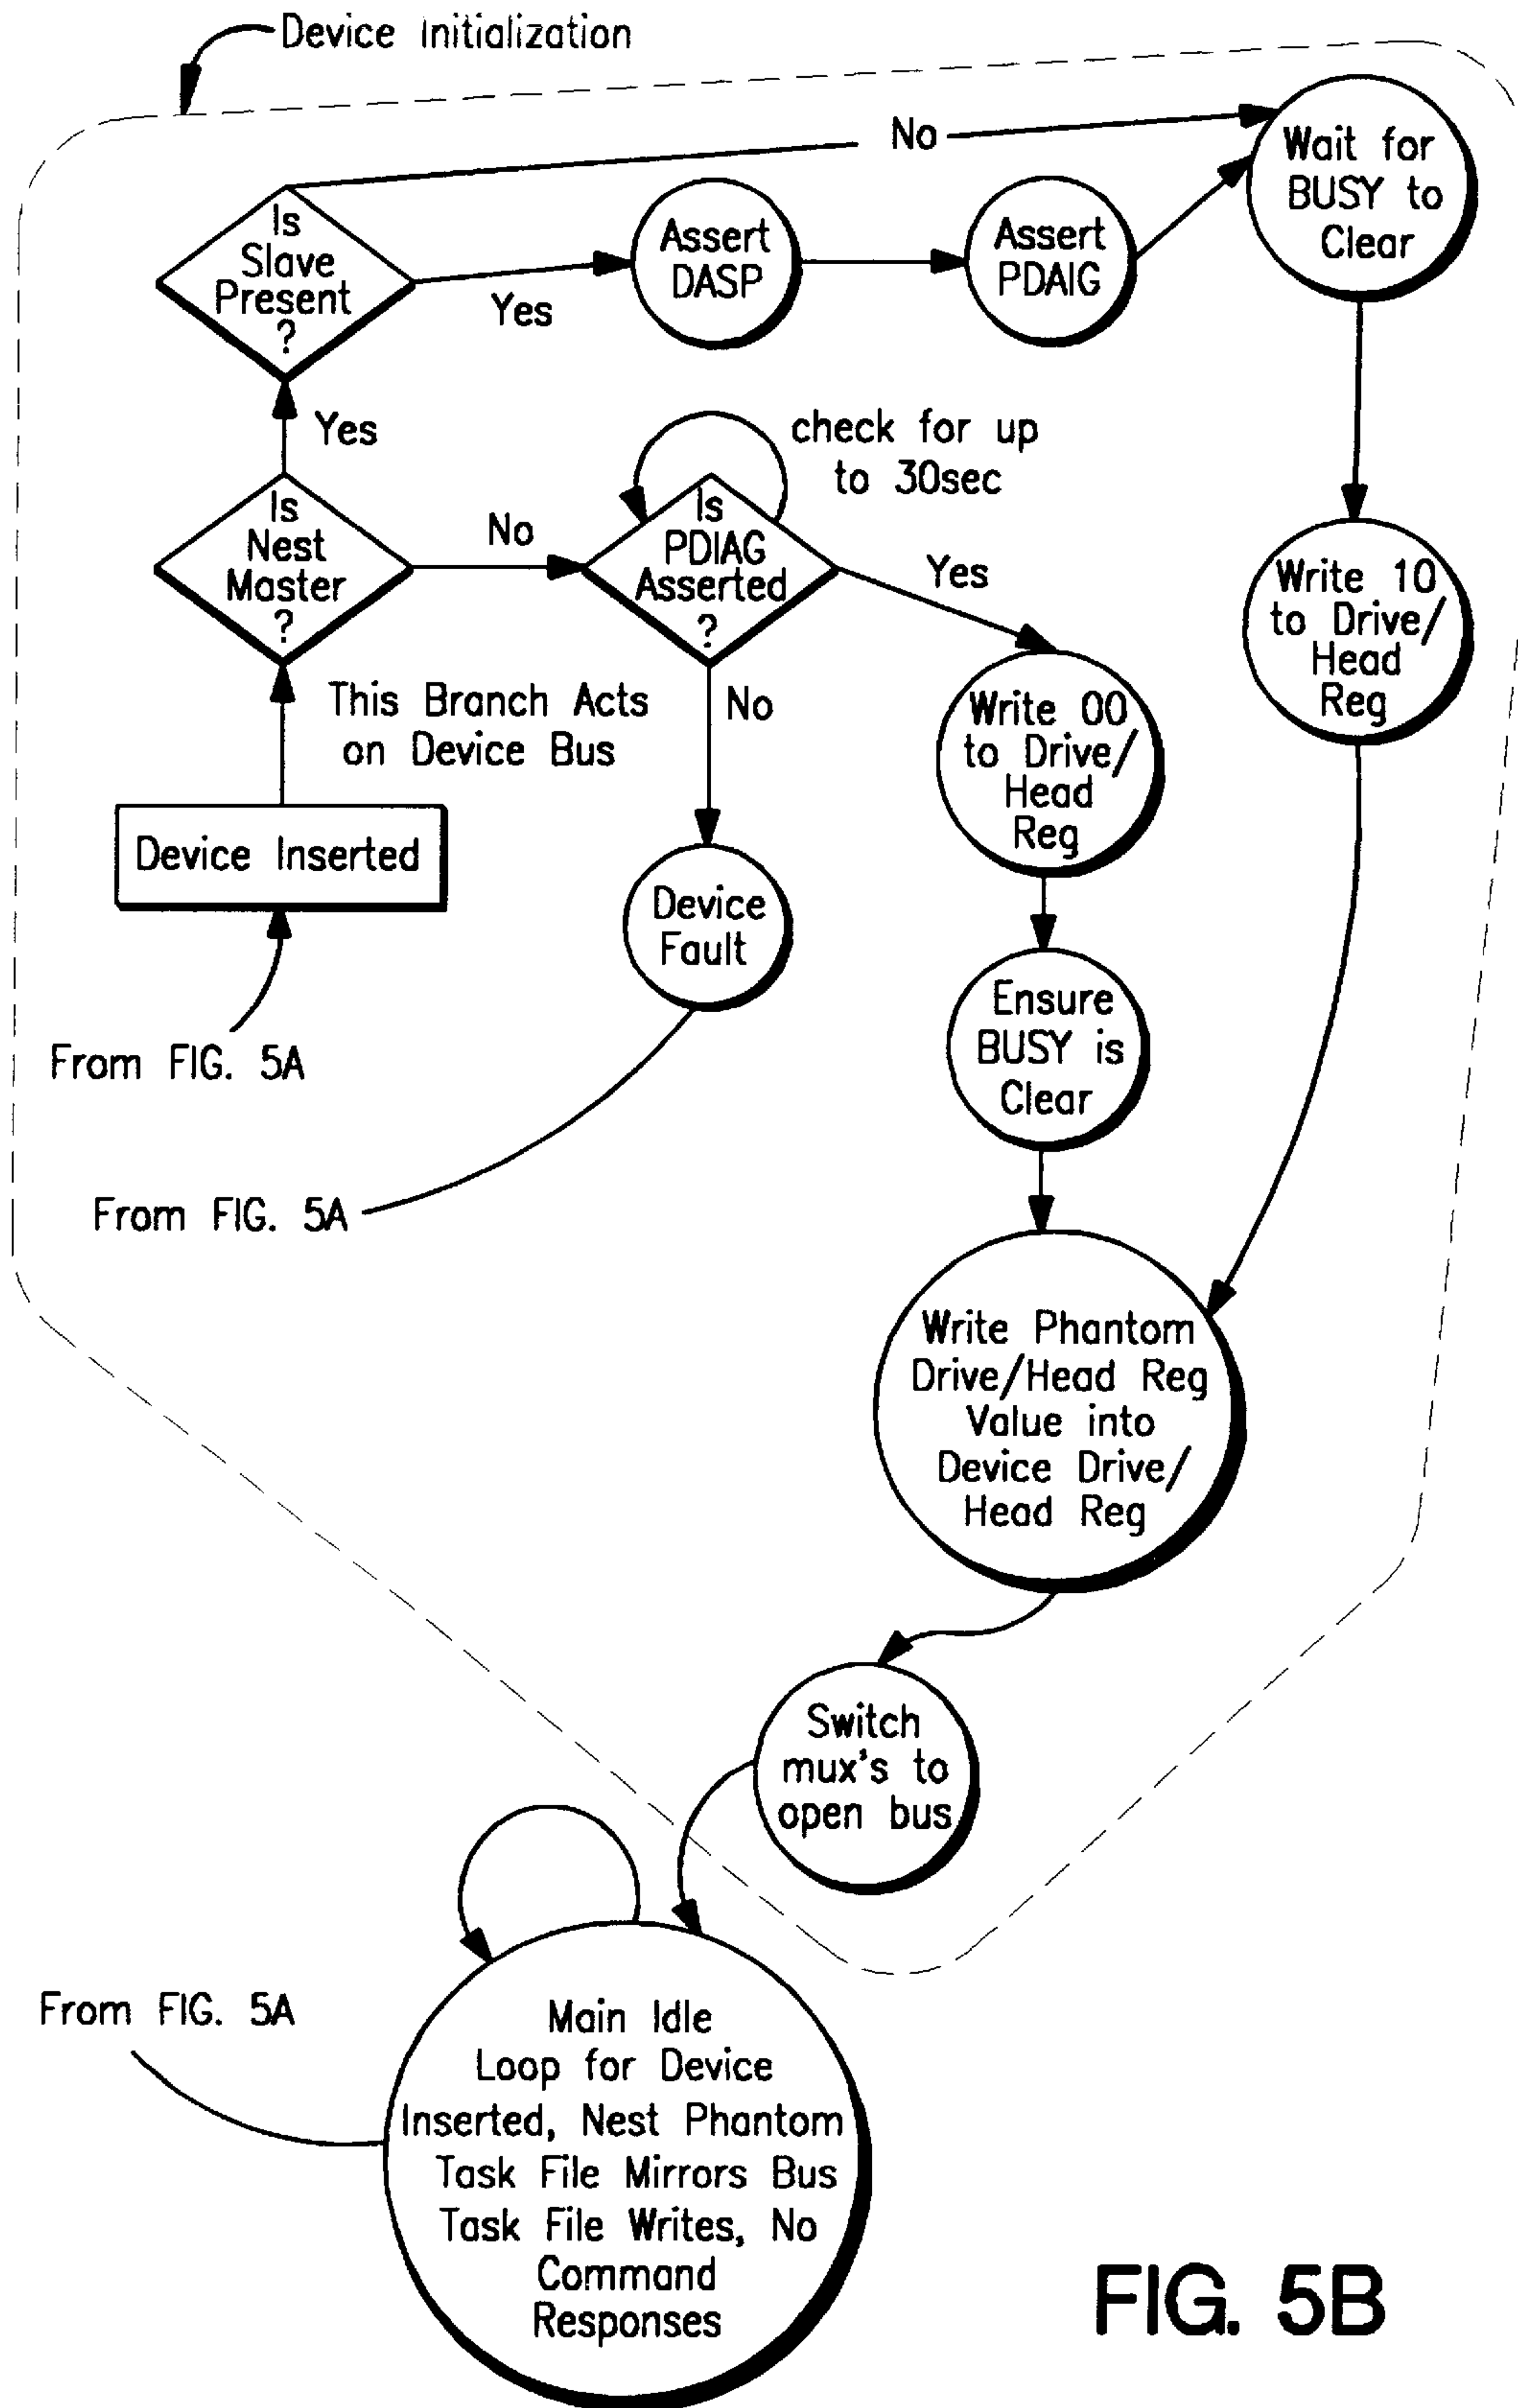 Device Initialization
No
Wait for
BUSY to
Clear
Is
Slave
Present
?
Yes
Assert
DASP
Assert
PDAIG
Yes
check for up
to 30sec
Is
Nest
Master
?
No
Is
PDIAG
Asserted
?
Yes
Write 10
to Drive/
Head
Reg
This Branch Acts
on Device Bus
No
Write 00
to Drive/
Head
Reg
Device Inserted
Device
Fault
From FIG. 5A
Ensure
BUSY is
Clear
From FIG. 5A
Write Phantom
Drive/Head Reg
Value into
Device Drive/
Head Reg
Switch
mux's to
open bus
From FIG. 5A
Main Idle
Loop for Device
Inserted, Nest Phantom
Task File Mirrors Bus
Task File Writes, No
Command
Responses
FIG. 5B